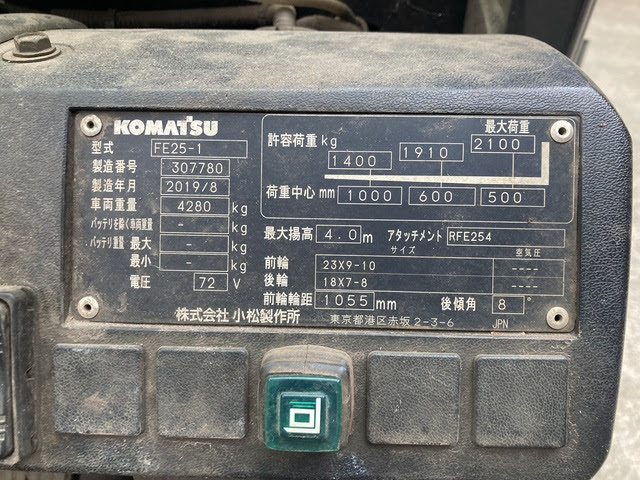 KOMATSU
型式 FE25-1
製造番号 307780
製造年月 2019/8
車両重量 4280 kg
バッテリを除く車両重量 - kg
バッテリ重量 最大 - kg
最小 - kg
電圧 72 V
最大荷重
許容荷重 kg 1400 1910 2100
荷重中心 mm 1000 600 500
最大揚高 4.0 m アタッチメント RFE254
サイズ 空気圧
前輪 23X9-10 ----
後輪 18X7-8 ----
前輪輪距 1055 mm 後傾角 8°
株式会社 小松製作所 東京都港区赤坂2-3-6 JPN